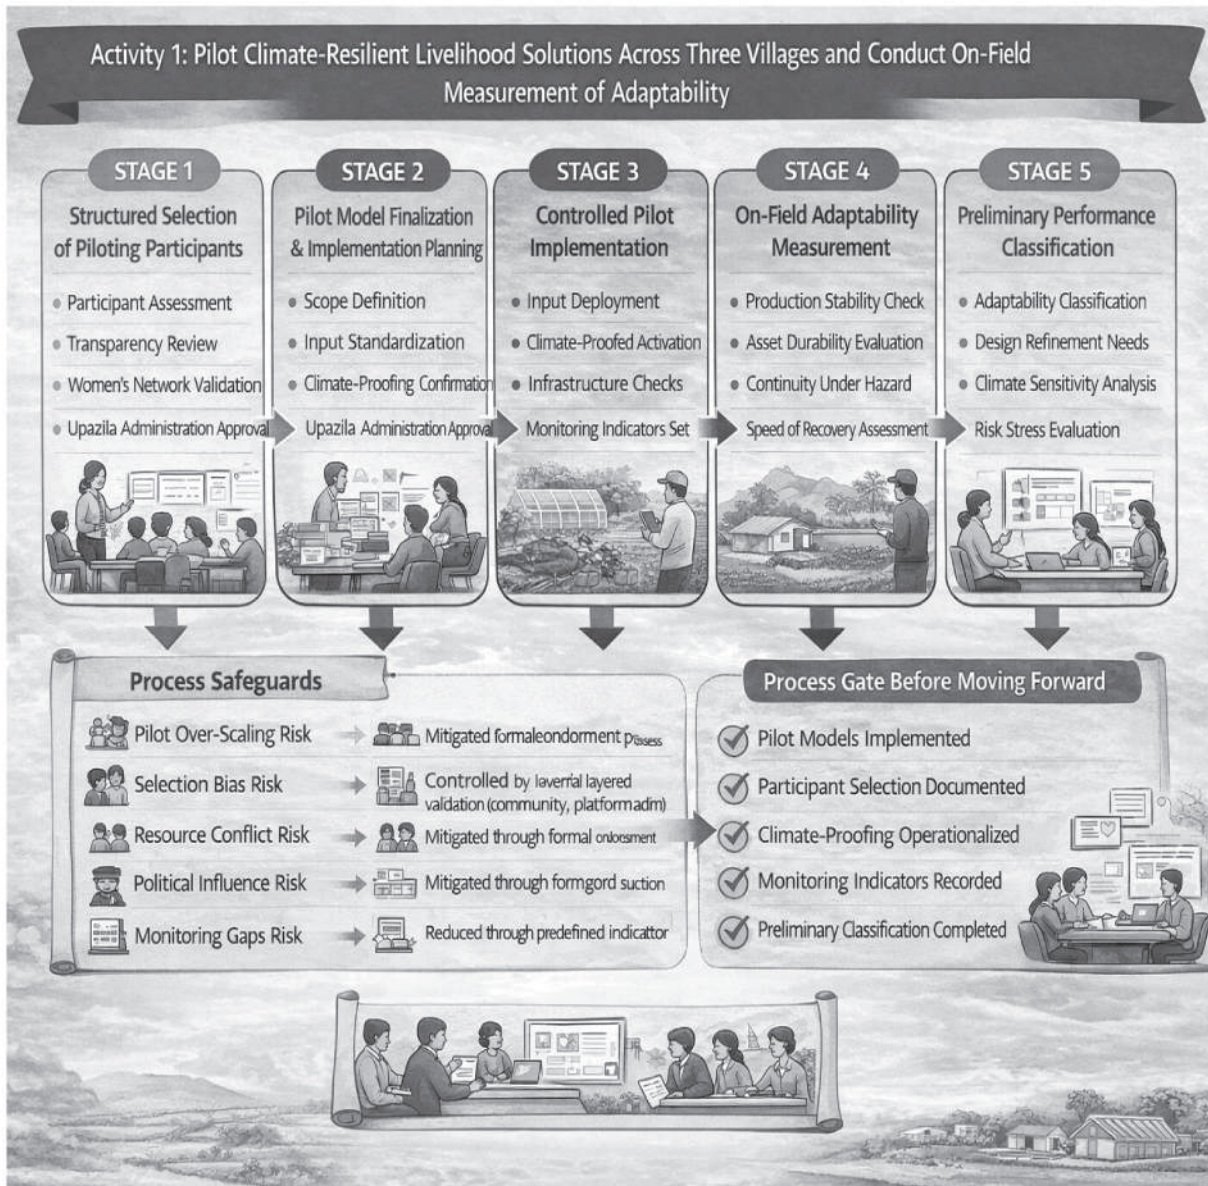 Activity 1: Pilot Climate-Resilient Livelihood Solutions Across Three Villages and Conduct On-Field
Measurement of Adaptability
STAGE 1
Structured Selection
of Piloting Participants
Participant Assessment
Transparency Review
Women's Network Validation
Upazila Administration Approval
STAGE 2
Pilot Model Finalization
& Implementation Planning
Scope Definition
Input Standardization
Climate-Proofing Confirmation
Upazila Administration Approval
STAGE 3
Controlled Pilot
Implementation
Input Deployment
Climate-Proofed Activation
Infrastructure Checks
Monitoring Indicators Set
STAGE 4
On-Field Adaptability
Measurement
Production Stability Check
Asset Durability Evaluation
Continuity Under Hazard
Speed of Recovery Assessment
STAGE 5
Preliminary Performance
Classification
Adaptability Classification
Design Refinement Needs
Climate Sensitivity Analysis
Risk Stress Evaluation
Process Safeguards
Pilot Over-Scaling Risk
Mitigated
Selection Bias Risk
Controlled by layered
validation (community, platform adim)
Resource Conflict Risk
Mitigated through formal
Political Influence Risk
Mitigated through formgord suction
Monitoring Gaps Risk
Reduced through predefined indicattor
Process Gate Before Moving Forward
Pilot Models Implemented
Participant Selection Documented
Climate-Proofing Operationalized
Monitoring Indicators Recorded
Preliminary Classification Completed